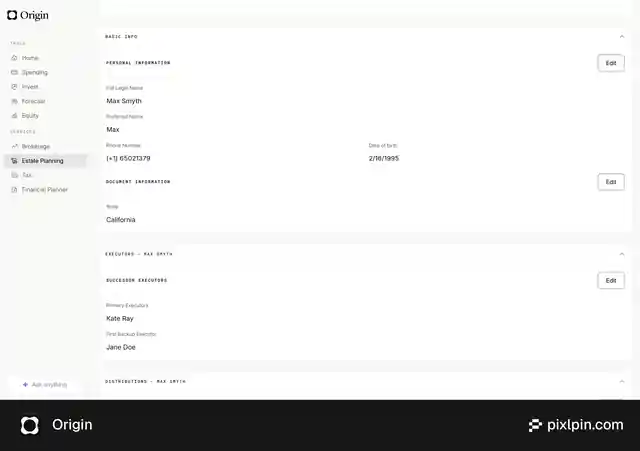 Origin
TOOLS
Home
Spending
Invest
Forecast
Equity
SERVICES
Brokerage
Estate Planning
Tax
Financial Planner
Ask anything
BASIC INFO
PERSONAL INFORMATION
Edit
Full Legal Name
Max Smyth
Preferred Name
Max
Phone Number Date of birth
(+1) 65021379 2/16/1995
DOCUMENT INFORMATION
Edit
State
California
EXECUTORS – MAX SMYTH
SUCCESSOR EXECUTORS
Edit
Primary Executors
Kate Ray
First Backup Executor
Jane Doe
DISTRIBUTIONS – MAX SMYTH
Origin
pixlpin.com